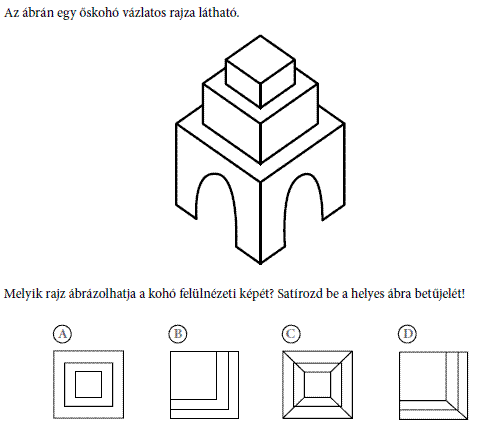 Az ábrán egy őskohó vázlatos rajza látható.
Melyik rajz ábrázolhatja a kohó felülnézeti képét? Satírozd be a helyes ábra betűjelét!
A B C D